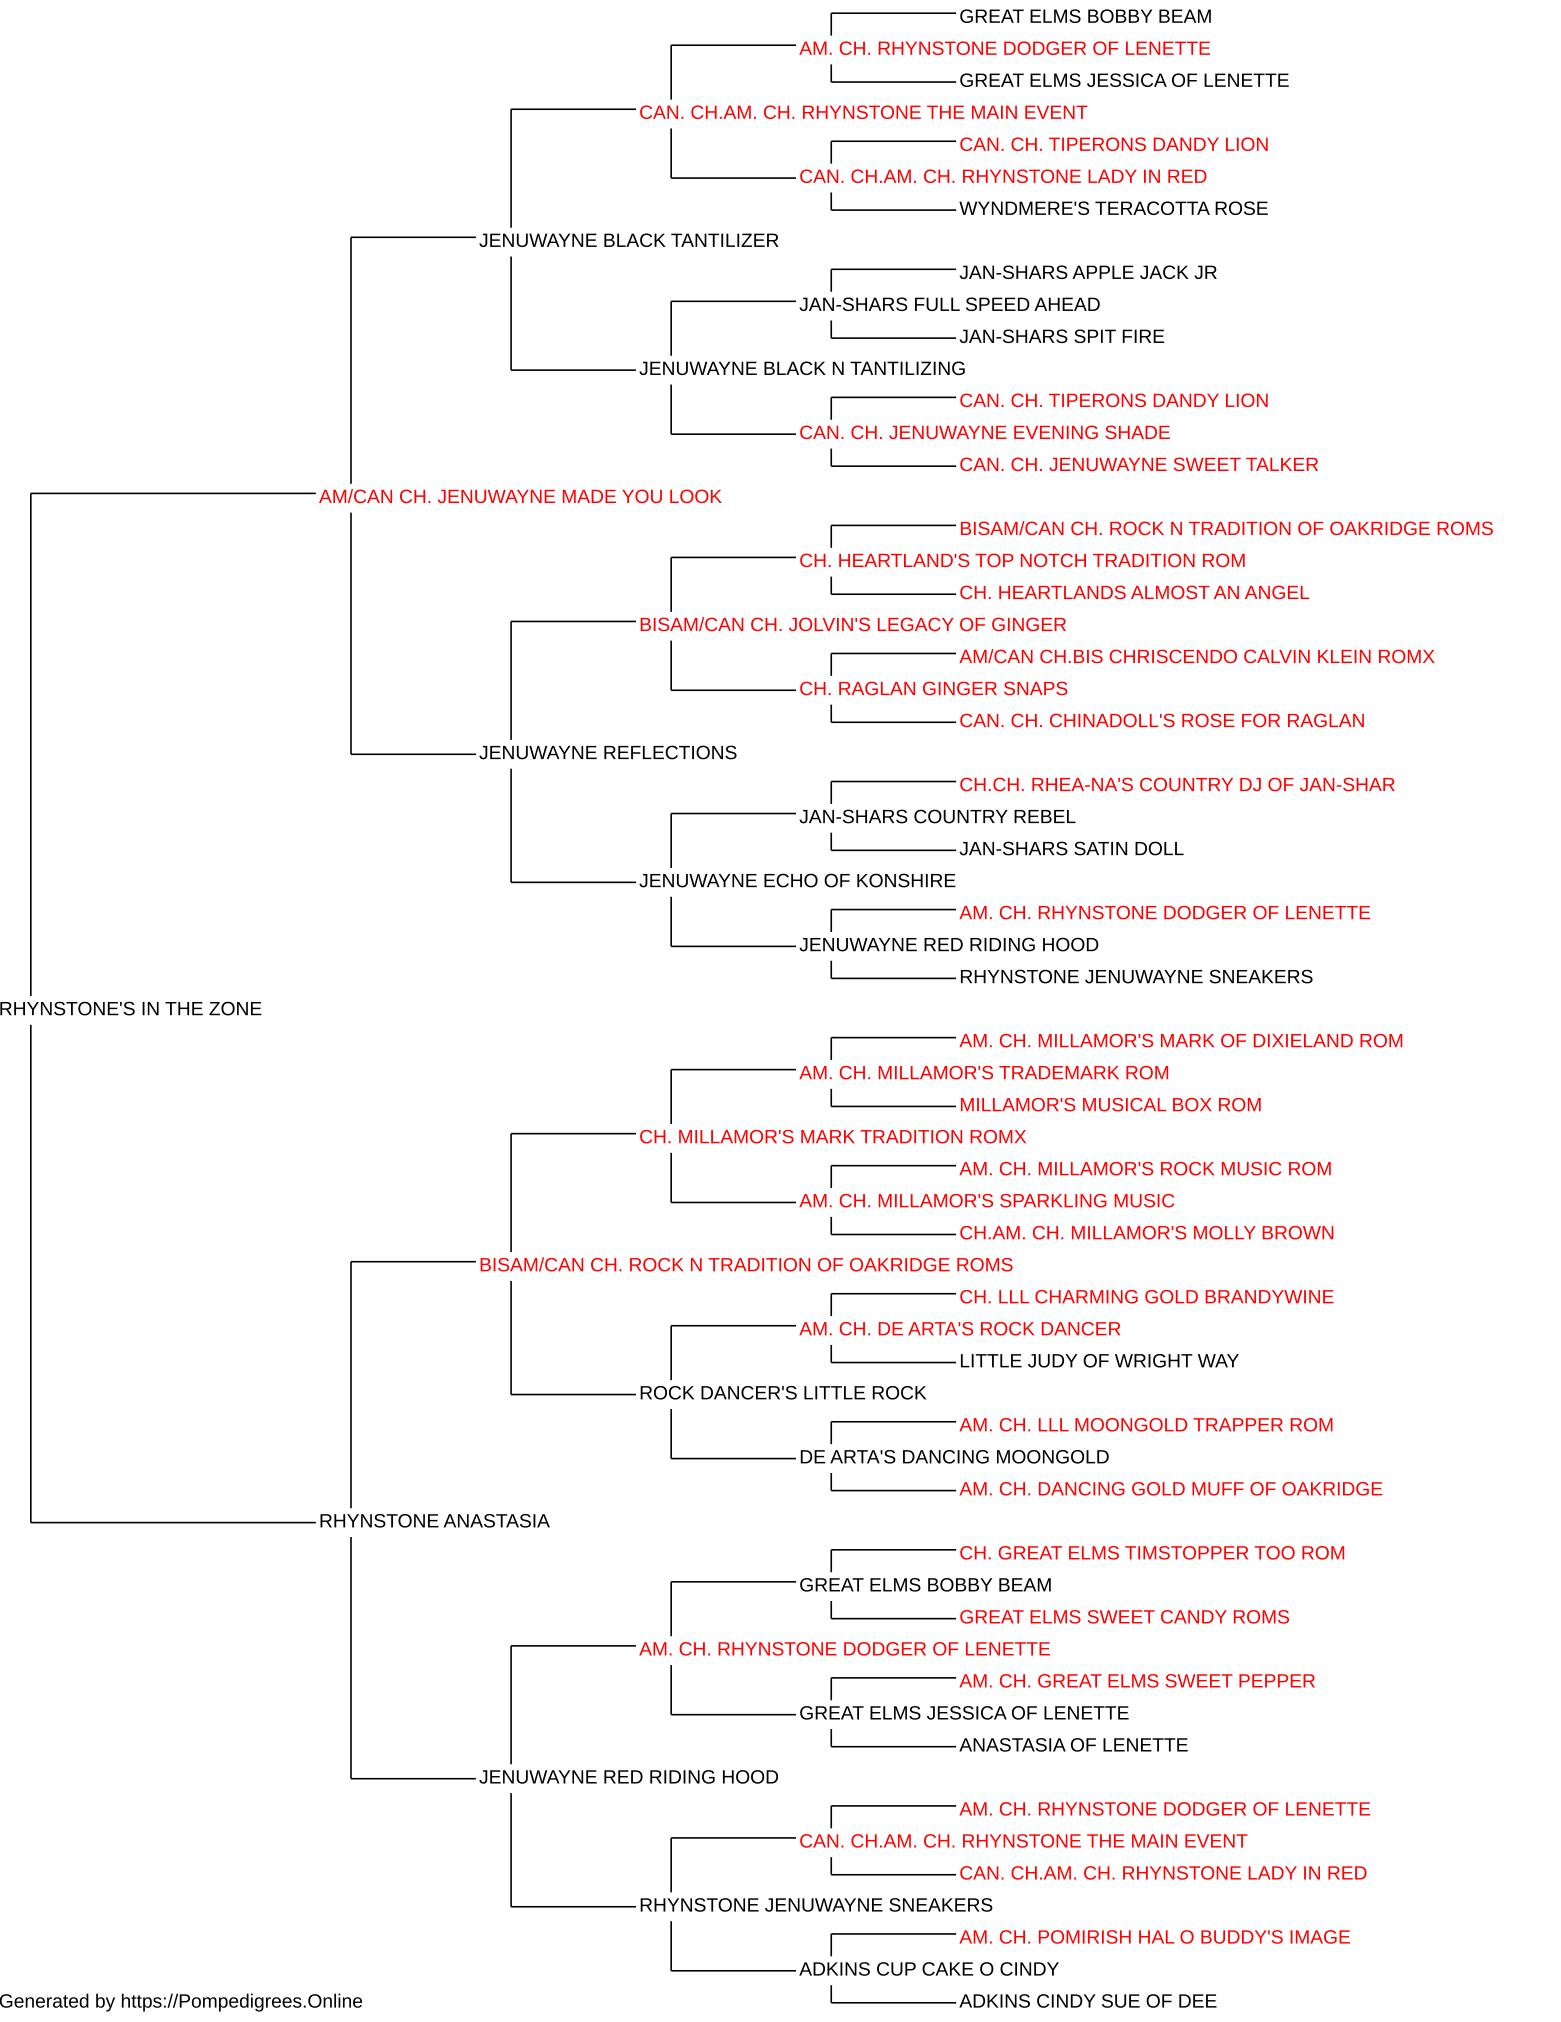 GREAT ELMS BOBBY BEAM
AM. CH. RHYNSTONE DODGER OF LENETTE
GREAT ELMS JESSICA OF LENETTE
CAN. CH.AM. CH. RHYNSTONE THE MAIN EVENT
CAN. CH. TIPERONS DANDY LION
CAN. CH.AM. CH. RHYNSTONE LADY IN RED
WYNDMERE'S TERACOTTA ROSE
JENUWAYNE BLACK TANTILIZER
JAN-SHARS APPLE JACK JR
JAN-SHARS FULL SPEED AHEAD
JAN-SHARS SPIT FIRE
JENUWAYNE BLACK N TANTILIZING
CAN. CH. TIPERONS DANDY LION
CAN. CH. JENUWAYNE EVENING SHADE
CAN. CH. JENUWAYNE SWEET TALKER
AM/CAN CH. JENUWAYNE MADE YOU LOOK
BISAM/CAN CH. ROCK N TRADITION OF OAKRIDGE ROMS
CH. HEARTLAND'S TOP NOTCH TRADITION ROM
CH. HEARTLANDS ALMOST AN ANGEL
BISAM/CAN CH. JOLVIN'S LEGACY OF GINGER
AM/CAN CH.BIS CHRISCENDO CALVIN KLEIN ROMX
CH. RAGLAN GINGER SNAPS
CAN. CH. CHINADOLL'S ROSE FOR RAGLAN
JENUWAYNE REFLECTIONS
CH.CH. RHEA-NA'S COUNTRY DJ OF JAN-SHAR
JAN-SHARS COUNTRY REBEL
JAN-SHARS SATIN DOLL
JENUWAYNE ECHO OF KONSHIRE
AM. CH. RHYNSTONE DODGER OF LENETTE
JENUWAYNE RED RIDING HOOD
RHYNSTONE JENUWAYNE SNEAKERS
RHYNSTONE'S IN THE ZONE
AM. CH. MILLAMOR'S MARK OF DIXIELAND ROM
AM. CH. MILLAMOR'S TRADEMARK ROM
MILLAMOR'S MUSICAL BOX ROM
CH. MILLAMOR'S MARK TRADITION ROMX
AM. CH. MILLAMOR'S ROCK MUSIC ROM
AM. CH. MILLAMOR'S SPARKLING MUSIC
CH.AM. CH. MILLAMOR'S MOLLY BROWN
BISAM/CAN CH. ROCK N TRADITION OF OAKRIDGE ROMS
CH. LLL CHARMING GOLD BRANDYWINE
AM. CH. DE ARTA'S ROCK DANCER
LITTLE JUDY OF WRIGHT WAY
ROCK DANCER'S LITTLE ROCK
AM. CH. LLL MOONGOLD TRAPPER ROM
DE ARTA'S DANCING MOONGOLD
AM. CH. DANCING GOLD MUFF OF OAKRIDGE
RHYNSTONE ANASTASIA
CH. GREAT ELMS TIMSTOPPER TOO ROM
GREAT ELMS BOBBY BEAM
GREAT ELMS SWEET CANDY ROMS
AM. CH. RHYNSTONE DODGER OF LENETTE
AM. CH. GREAT ELMS SWEET PEPPER
GREAT ELMS JESSICA OF LENETTE
ANASTASIA OF LENETTE
JENUWAYNE RED RIDING HOOD
AM. CH. RHYNSTONE DODGER OF LENETTE
CAN. CH.AM. CH. RHYNSTONE THE MAIN EVENT
CAN. CH.AM. CH. RHYNSTONE LADY IN RED
RHYNSTONE JENUWAYNE SNEAKERS
AM. CH. POMIRISH HAL O BUDDY'S IMAGE
ADKINS CUP CAKE O CINDY
ADKINS CINDY SUE OF DEE
Generated by https://Pompedigrees.Online